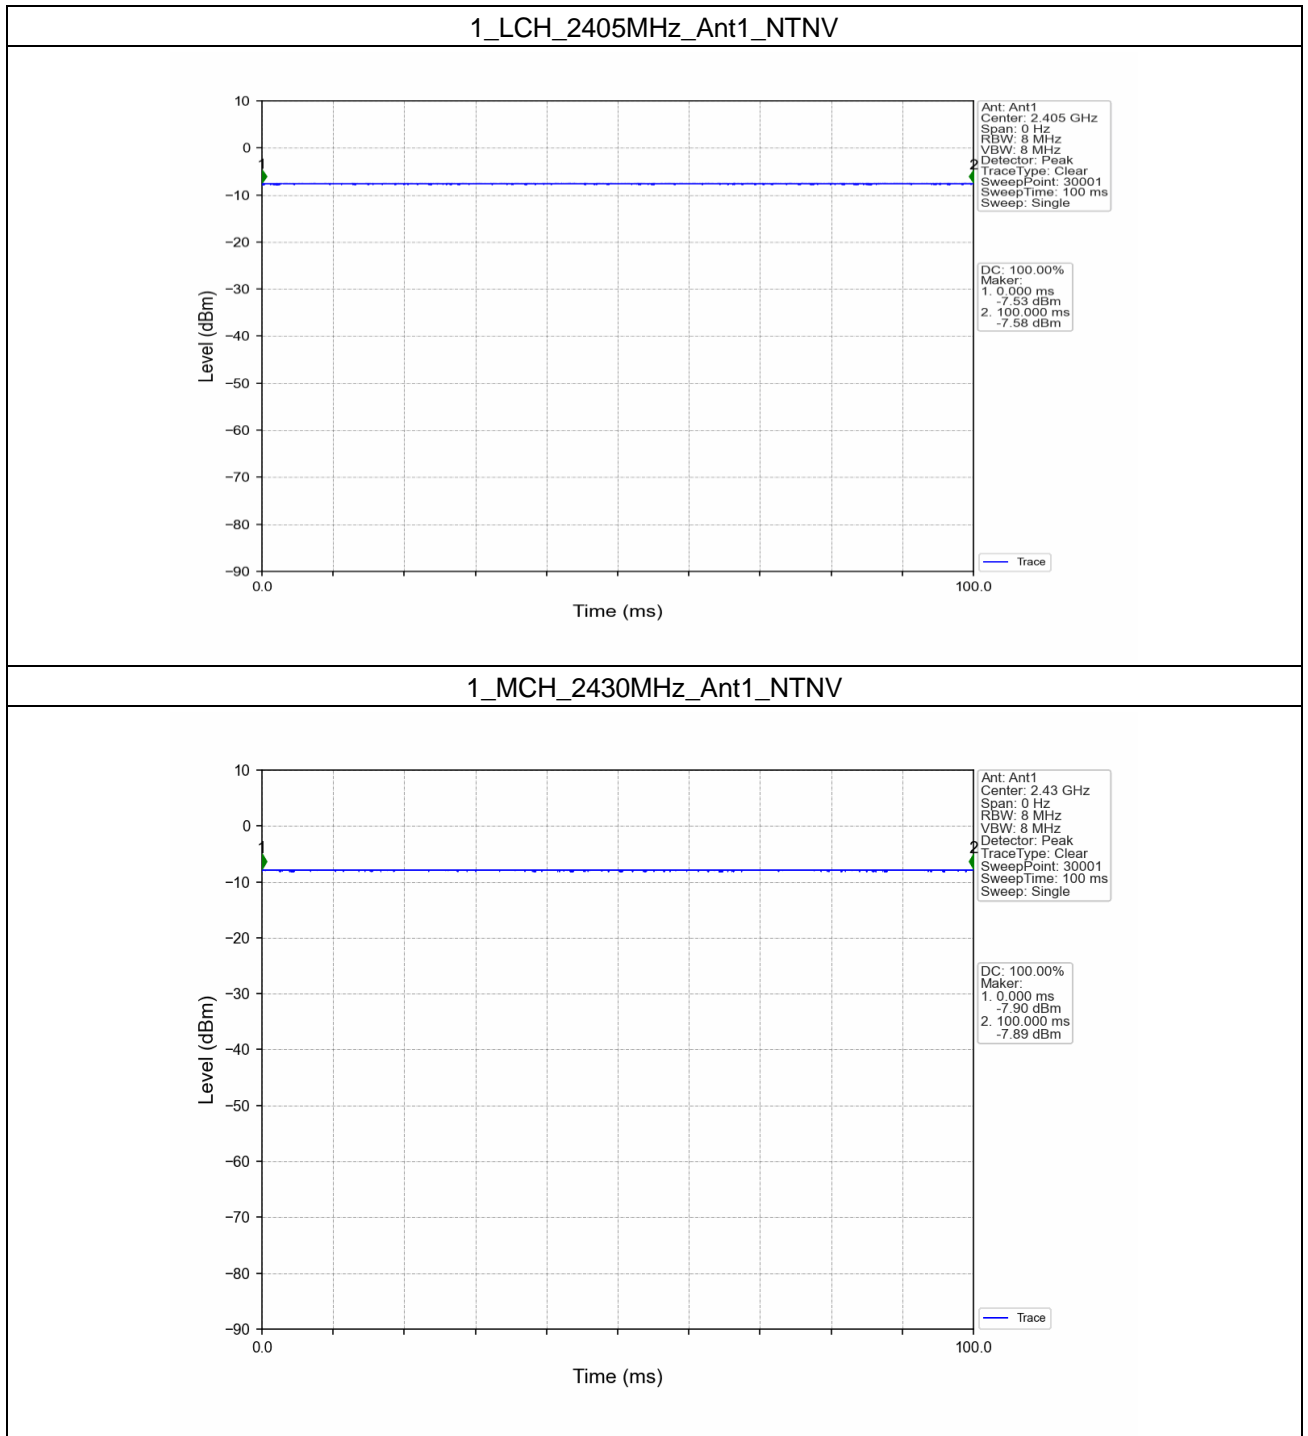 1_LCH_2405MHz_Ant1_NTNV
10
0
−10
−20
−30
−40
−50
−60
−70
−80
−90
Level (dBm)
1
2
0.0
100.0
Time (ms)
Ant: Ant1
Center: 2.405 GHz
Span: 0 Hz
RBW: 8 MHz
VBW: 8 MHz
Detector: Peak
TraceType: Clear
SweepPoint: 30001
SweepTime: 100 ms
Sweep: Single
DC: 100.00%
Maker:
1. 0.000 ms
-7.53 dBm
2. 100.000 ms
-7.58 dBm
Trace
1_MCH_2430MHz_Ant1_NTNV
10
0
−10
−20
−30
−40
−50
−60
−70
−80
−90
Level (dBm)
1
2
0.0
100.0
Time (ms)
Ant: Ant1
Center: 2.43 GHz
Span: 0 Hz
RBW: 8 MHz
VBW: 8 MHz
Detector: Peak
TraceType: Clear
SweepPoint: 30001
SweepTime: 100 ms
Sweep: Single
DC: 100.00%
Maker:
1. 0.000 ms
-7.90 dBm
2. 100.000 ms
-7.89 dBm
Trace